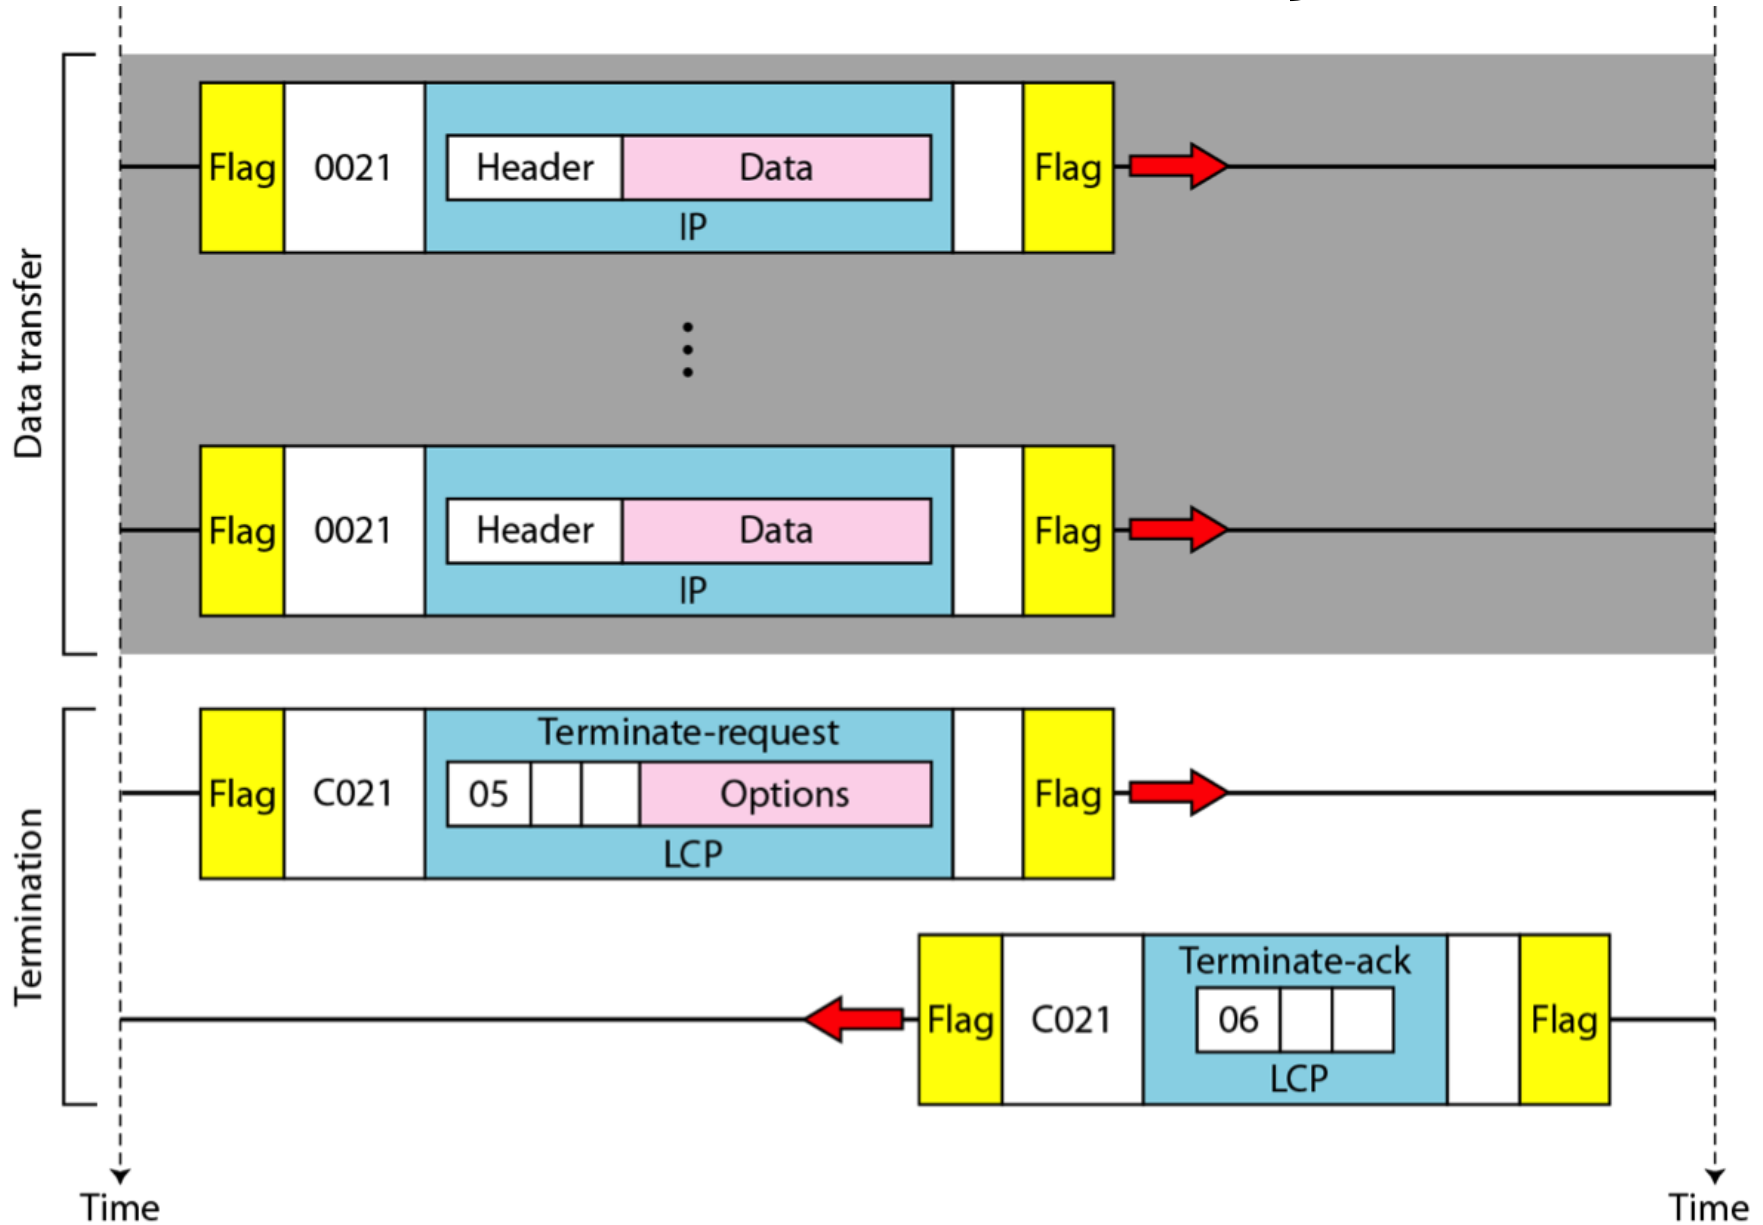 Data transfer
Flag 0021 Header Data Flag
IP
Flag 0021 Header Data Flag
IP
Termination
Terminate-request
Flag C021 05 Options Flag
LCP
Terminate-ack
Flag C021 06 Flag
LCP
Time Time